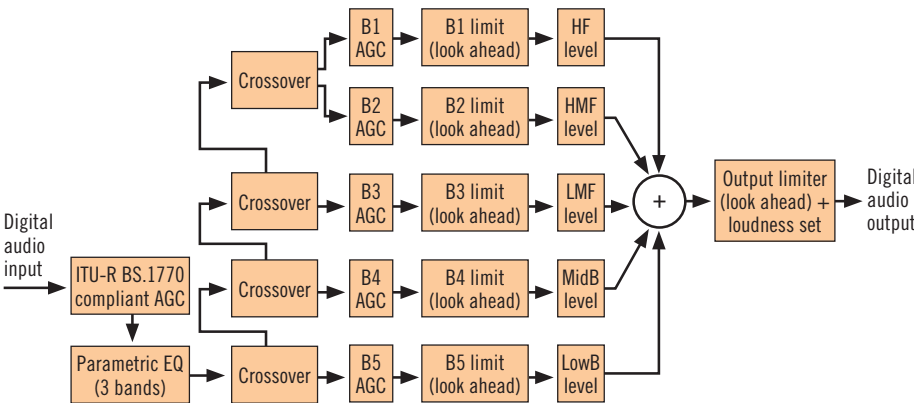 B1
AGC
B1 limit
(look ahead)
HF
level
Crossover
B2
AGC
B2 limit
(look ahead)
HMF
level
Crossover
B3
AGC
B3 limit
(look ahead)
LMF
level
+
Output limiter
(look ahead) +
loudness set
Digital
audio
output
Digital
audio
input
ITU-R BS.1770
compliant AGC
Crossover
B4
AGC
B4 limit
(look ahead)
MidB
level
Parametric EQ
(3 bands)
Crossover
B5
AGC
B5 limit
(look ahead)
LowB
level